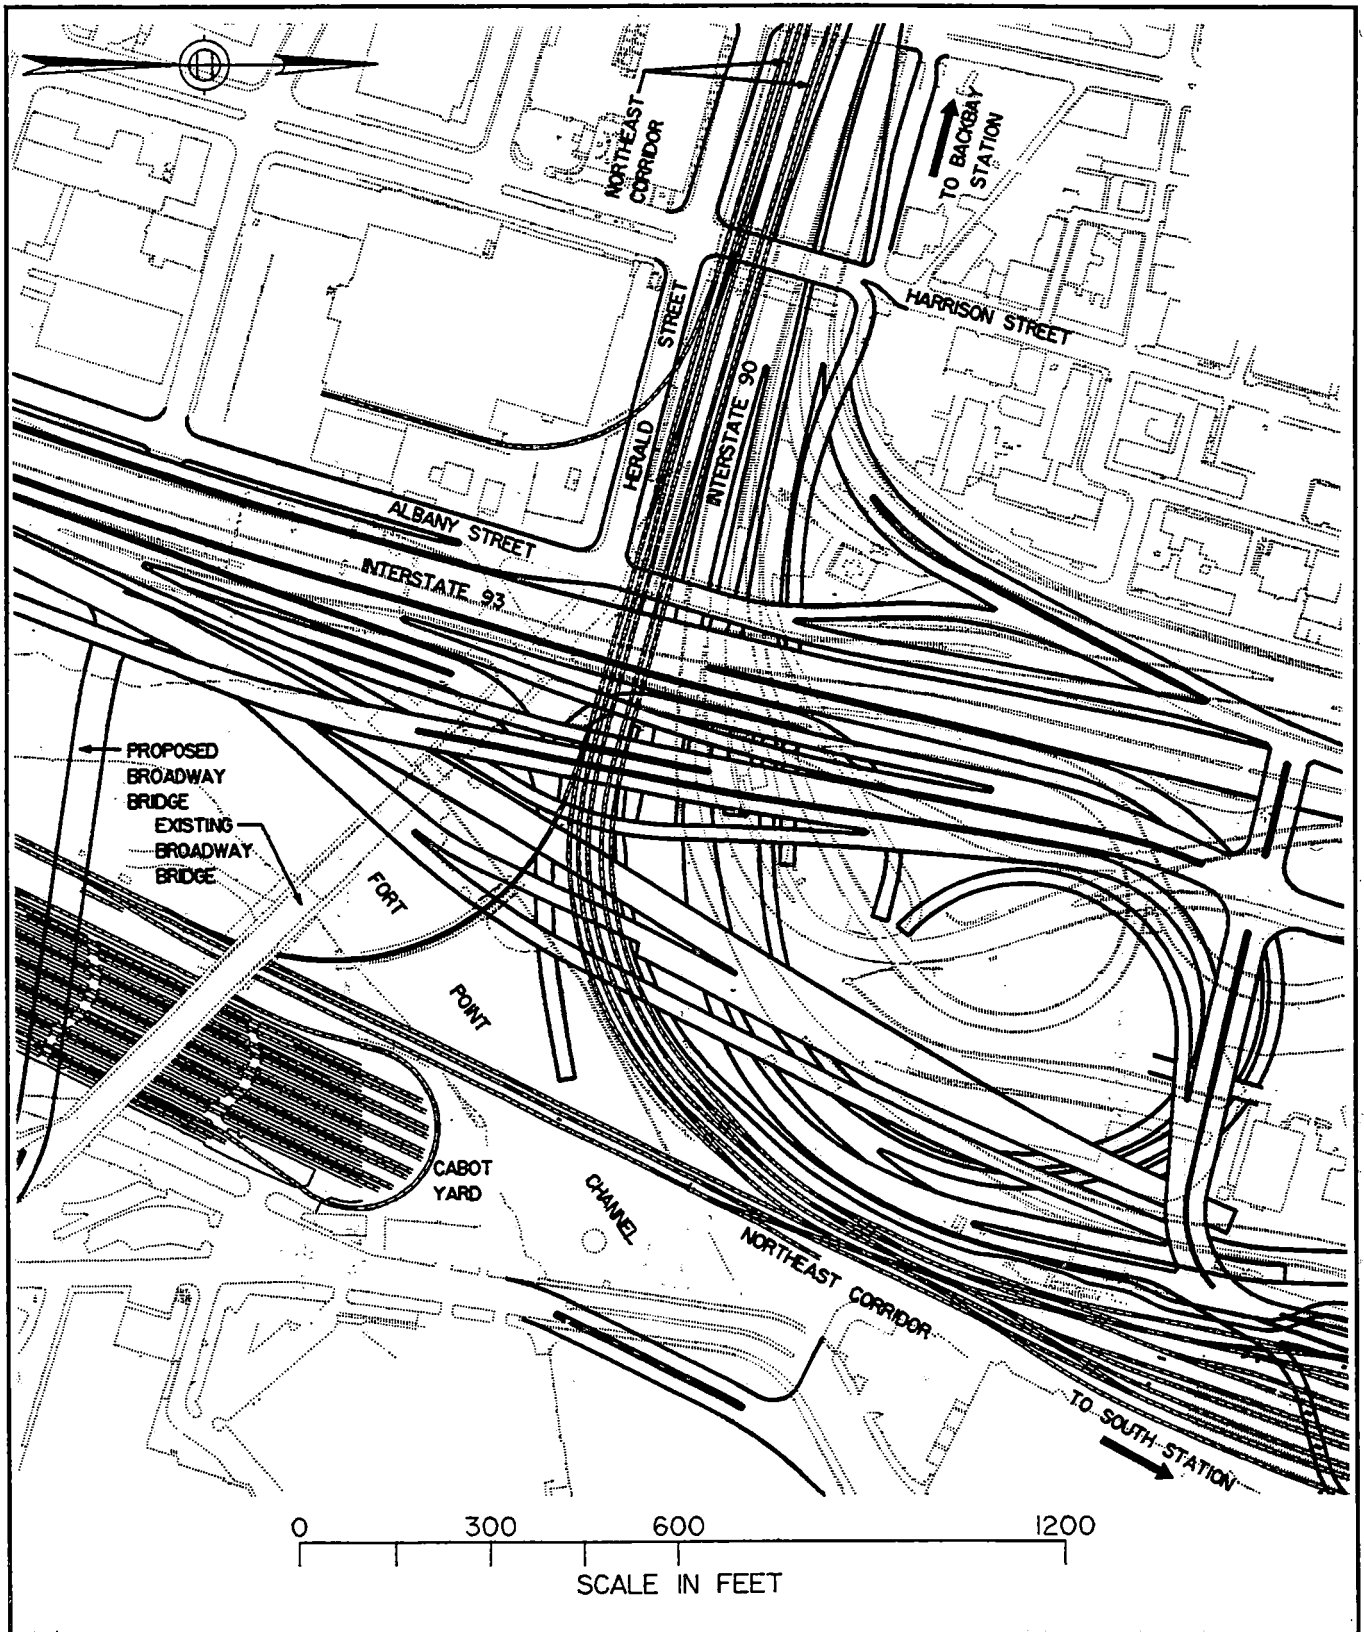 NORTHEAST
CORRIDOR
TO BACKBAY
STATION
HARRISON STREET
HERALD STREET
INTERSTATE 90
ALBANY STREET
INTERSTATE 93
PROPOSED
BROADWAY
BRIDGE
EXISTING
BROADWAY
BRIDGE
FORT
POINT
CHANNEL
CABOT
YARD
NORTHEAST CORRIDOR
TO SOUTH STATION
0 300 600 1200
SCALE IN FEET